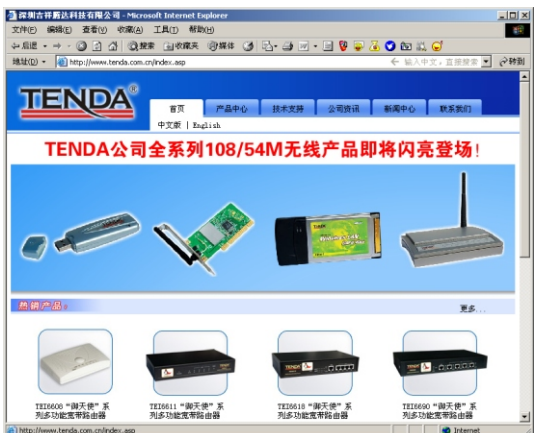 深圳吉祥腾达科技有限公司 - Microsoft Internet Explorer
文件(F) 编辑(E) 查看(V) 收藏(A) 工具(T) 帮助(H)
后退 搜索 收藏夹 媒体
地址(D) http://www.tenda.com.cn/index.asp 输入中文，直接搜索 转到
TENDA®
首页 产品中心 技术支持 公司资讯 新闻中心 联系我们
中文版 | English
TENDA公司全系列108/54M无线产品即将闪亮登场!
热销产品:
更多...
TEI6608 “御天使”系
列多功能宽带路由器
TEI6611 “御天使”系
列多功能宽带路由器
TEI6618 “御天使”系
列多功能宽带路由器
TEI6690 “御天使”系
列多功能宽带路由器
http://www.tenda.com.cn/index.asp Internet